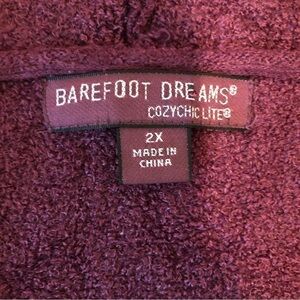 BAREFOOT DREAMS®
COZYCHIC LITE®
2X
MADE IN
CHINA